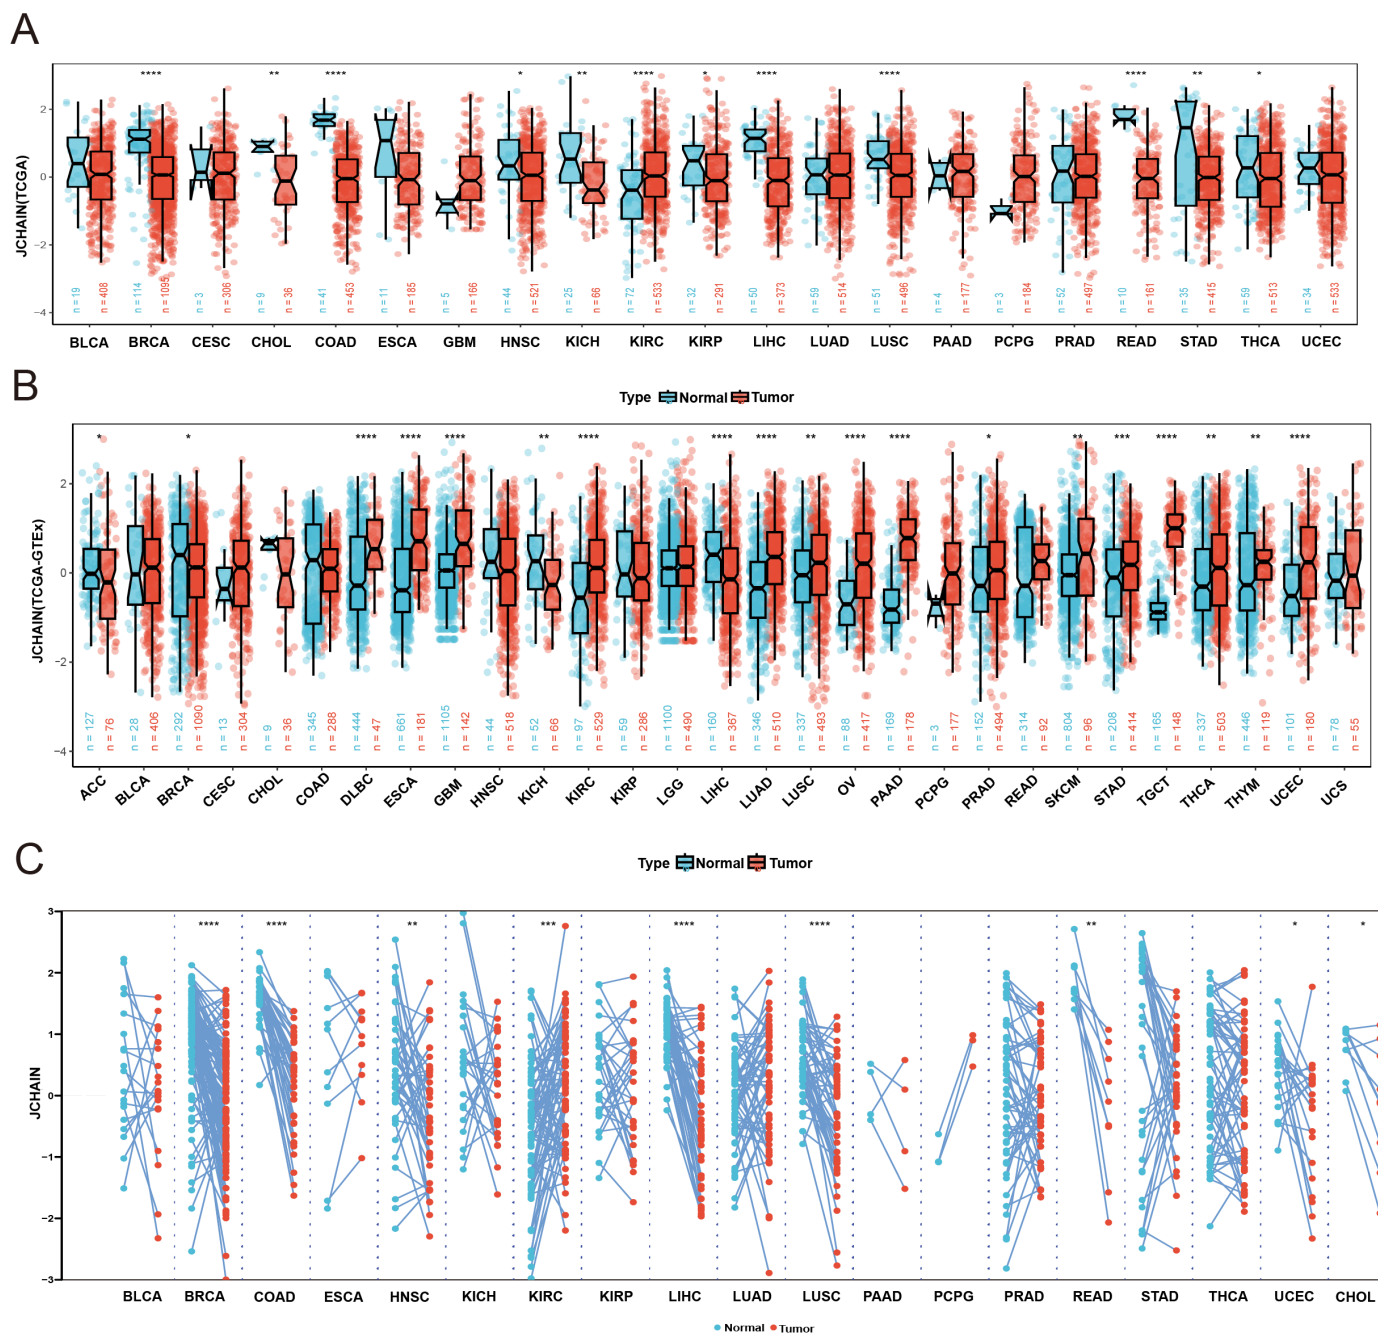 A
**** ** **** * ** **** * **** **** **** ** *
JCHAIN(TCGA)
2
0
−2
−4
n = 19 n = 408 n = 114 n = 1095 n = 3 n = 306 n = 9 n = 36 n = 41 n = 453 n = 11 n = 185 n = 5 n = 166 n = 44 n = 521 n = 25 n = 66 n = 72 n = 533 n = 32 n = 291 n = 50 n = 373 n = 59 n = 514 n = 51 n = 496 n = 4 n = 177 n = 3 n = 184 n = 52 n = 497 n = 10 n = 161 n = 35 n = 415 n = 59 n = 513 n = 34 n = 533
BLCA BRCA CESC CHOL COAD ESCA GBM HNSC KICH KIRC KIRP LIHC LUAD LUSC PAAD PCPG PRAD READ STAD THCA UCEC
B
Type Normal Tumor
* * **** **** **** ** **** **** **** ** **** **** * ** *** **** ** ** ****
JCHAIN(TCGA-GTEx)
2
0
−2
−4
n = 127 n = 76 n = 28 n = 406 n = 292 n = 1090 n = 13 n = 304 n = 9 n = 36 n = 345 n = 288 n = 444 n = 47 n = 661 n = 181 n = 1105 n = 142 n = 44 n = 518 n = 52 n = 66 n = 97 n = 529 n = 59 n = 286 n = 1100 n = 490 n = 160 n = 367 n = 346 n = 510 n = 337 n = 493 n = 88 n = 417 n = 169 n = 178 n = 3 n = 177 n = 152 n = 494 n = 314 n = 92 n = 804 n = 96 n = 208 n = 414 n = 165 n = 148 n = 337 n = 503 n = 446 n = 119 n = 101 n = 180 n = 78 n = 55
ACC BLCA BRCA CESC CHOL COAD DLBC ESCA GBM HNSC KICH KIRC KIRP LGG LIHC LUAD LUSC OV PAAD PCPG PRAD READ SKCM STAD TGCT THCA THYM UCEC UCS
C
Type Normal Tumor
**** **** ** *** **** **** ** * *
JCHAIN
3
2
1
0
−1
−2
−3
BLCA BRCA COAD ESCA HNSC KICH KIRC KIRP LIHC LUAD LUSC PAAD PCPG PRAD READ STAD THCA UCEC CHOL
Normal Tumor